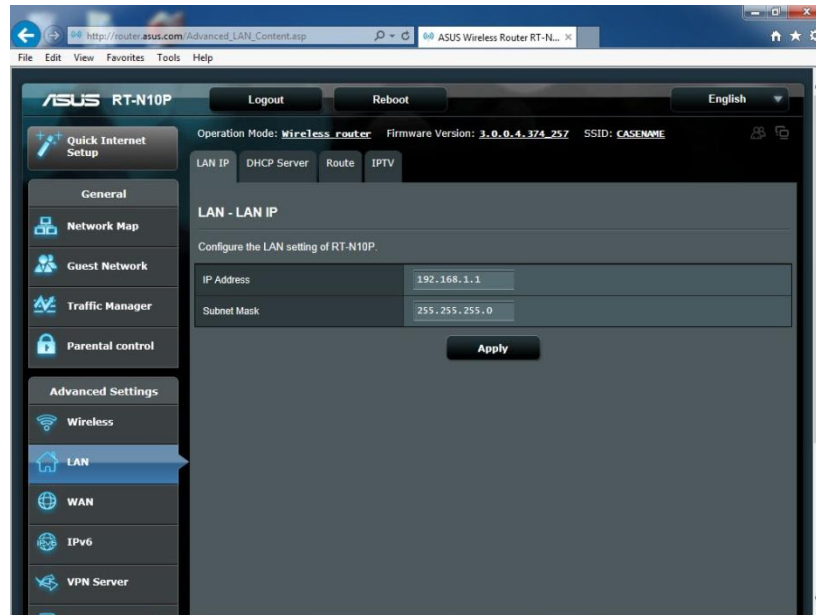 http://router.asus.com/Advanced_LAN_Content.asp
ASUS Wireless Router RT-N...
File Edit View Favorites Tools Help
ASUS RT-N10P
Logout
Reboot
English
Quick Internet
Setup
Operation Mode: Wireless router Firmware Version: 3.0.0.4.374_257 SSID: CASENAME
LAN IP DHCP Server Route IPTV
General
Network Map
Guest Network
Traffic Manager
Parental control
Advanced Settings
Wireless
LAN
WAN
IPv6
VPN Server
LAN - LAN IP
Configure the LAN setting of RT-N10P.
IP Address 192.168.1.1
Subnet Mask 255.255.255.0
Apply